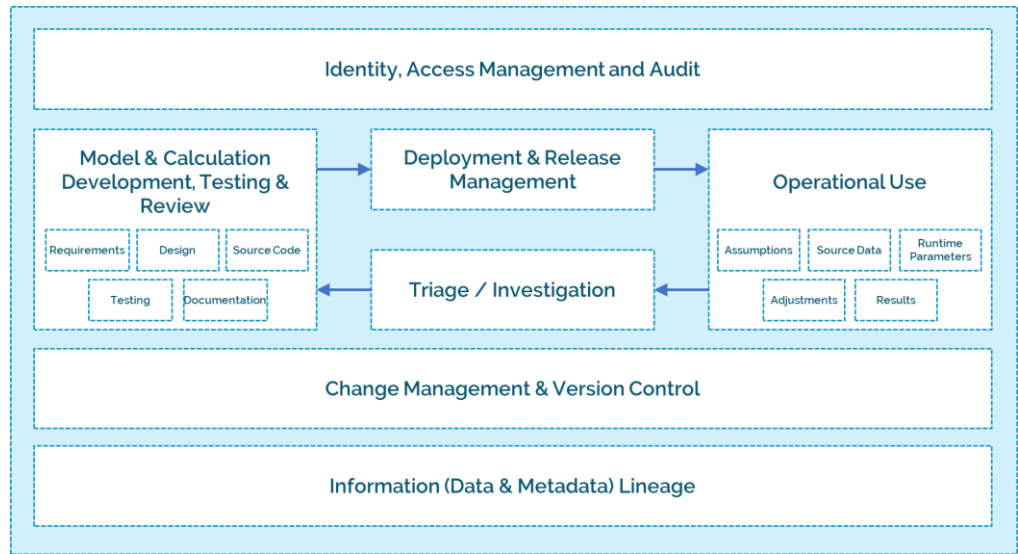 Identity, Access Management and Audit
Model & Calculation
Development, Testing &
Review
Requirements
Design
Source Code
Testing
Documentation
Deployment & Release
Management
Triage / Investigation
Operational Use
Assumptions
Source Data
Runtime
Parameters
Adjustments
Results
Change Management & Version Control
Information (Data & Metadata) Lineage